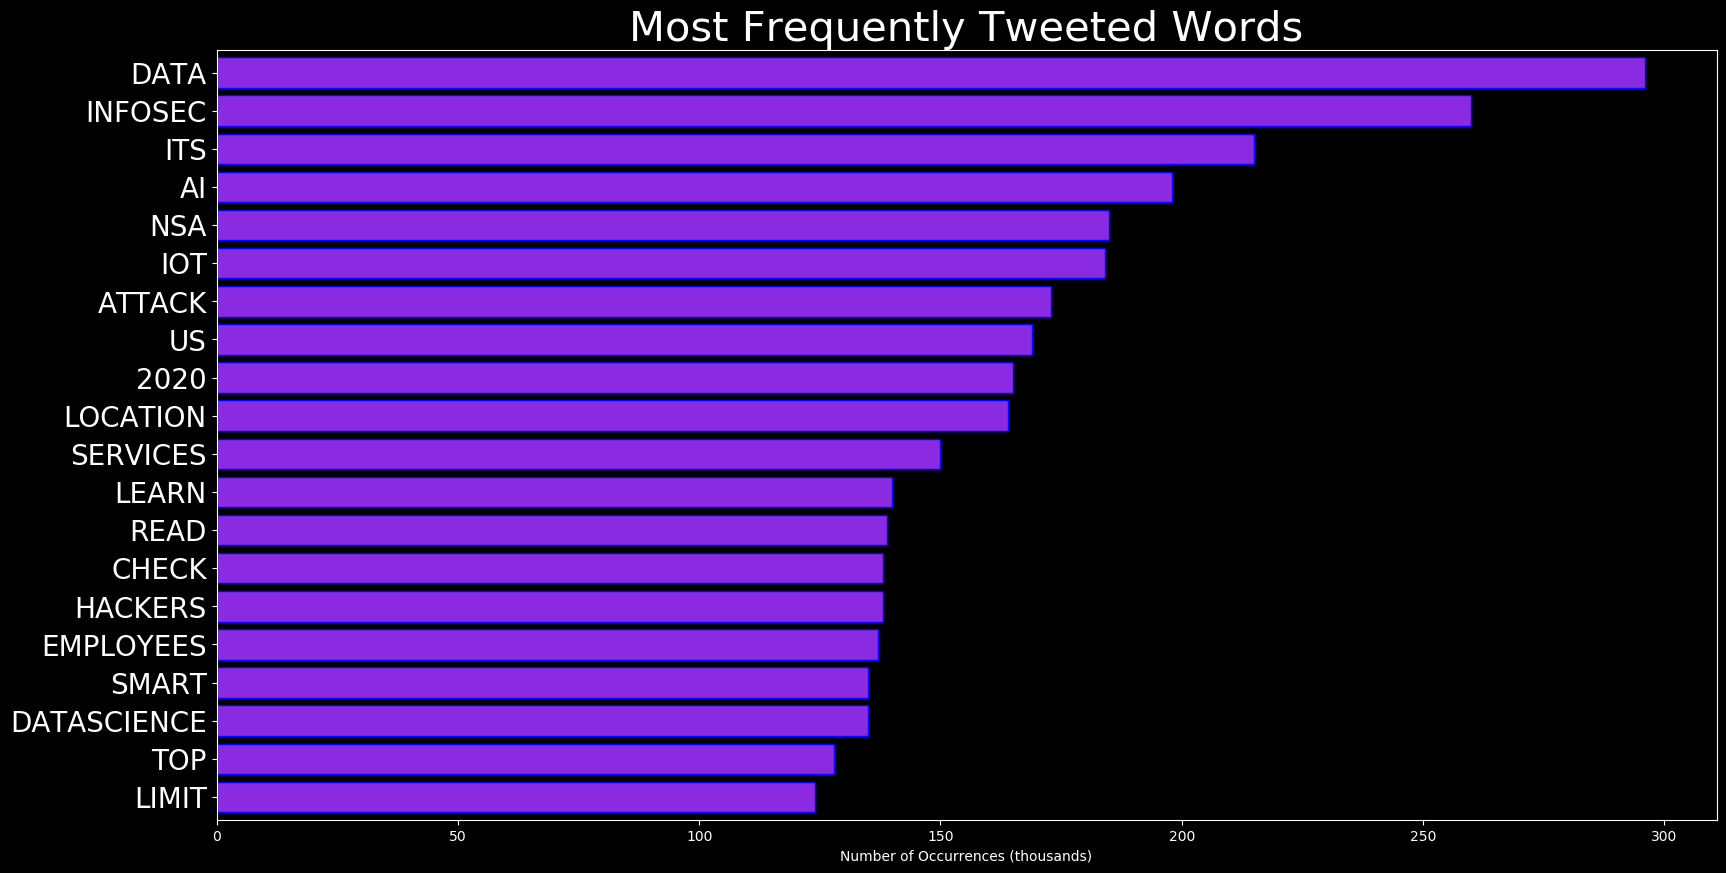 Most Frequently Tweeted Words
DATA
INFOSEC
ITS
AI
NSA
IOT
ATTACK
US
2020
LOCATION
SERVICES
LEARN
READ
CHECK
HACKERS
EMPLOYEES
SMART
DATASCIENCE
TOP
LIMIT
0 50 100 150 200 250 300
Number of Occurrences (thousands)